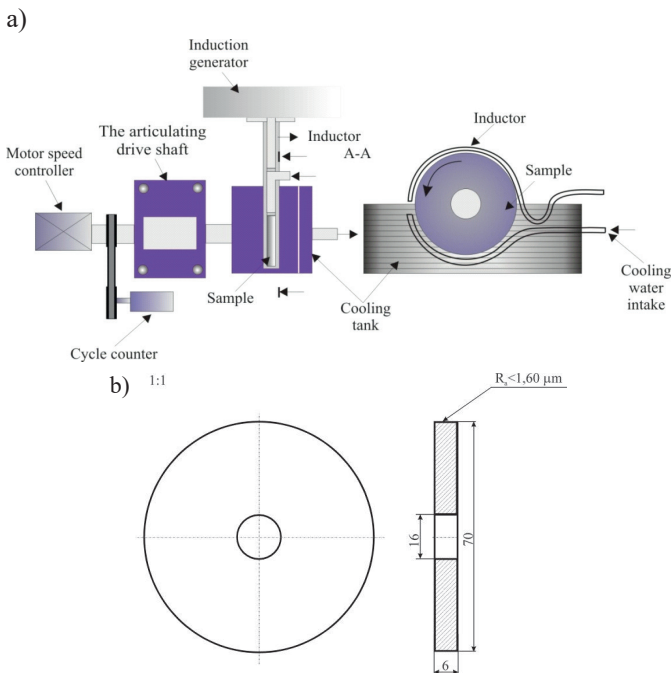 a)
Induction
generator
Inductor
A-A
The articulating
drive shaft
Motor speed
controller
Sample
Cooling
tank
Cycle counter
Inductor
Sample
Cooling
water
intake
b) 1:1
Rₐ<1,60 μm
16
70
6